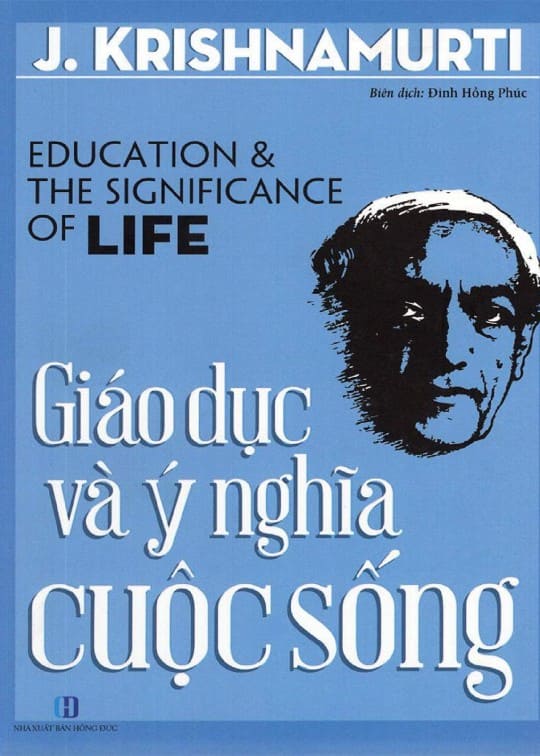 J. KRISHNAMURTI
Biên dịch: Đinh Hồng Phúc
EDUCATION &
THE SIGNIFICANCE
OF LIFE
Giáo dục
và ý nghĩa
cuộc sống
NHÀ XUẤT BẢN HỒNG ĐỨC